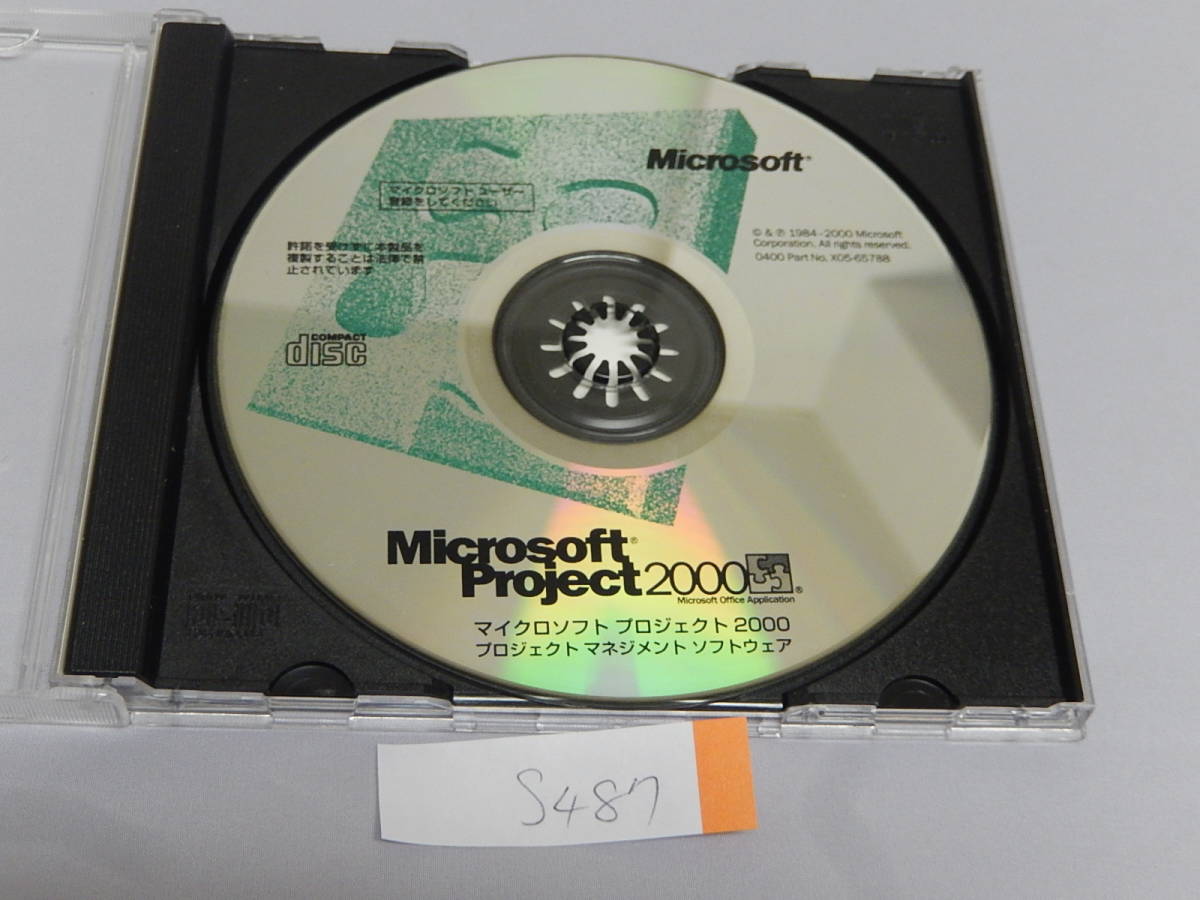 Microsoft®
マイクロソフト ユーザー
登録をしてください
許諾を受けずに本製品を
複製することは法律で禁
止されています
© & ℗ 1984-2000 Microsoft
Corporation. All rights reserved.
0400 Part No. X05-65788
COMPACT
disc
Microsoft®
Project 2000®
Microsoft Office Application
マイクロソフト プロジェクト 2000
プロジェクト マネジメント ソフトウェア
S487